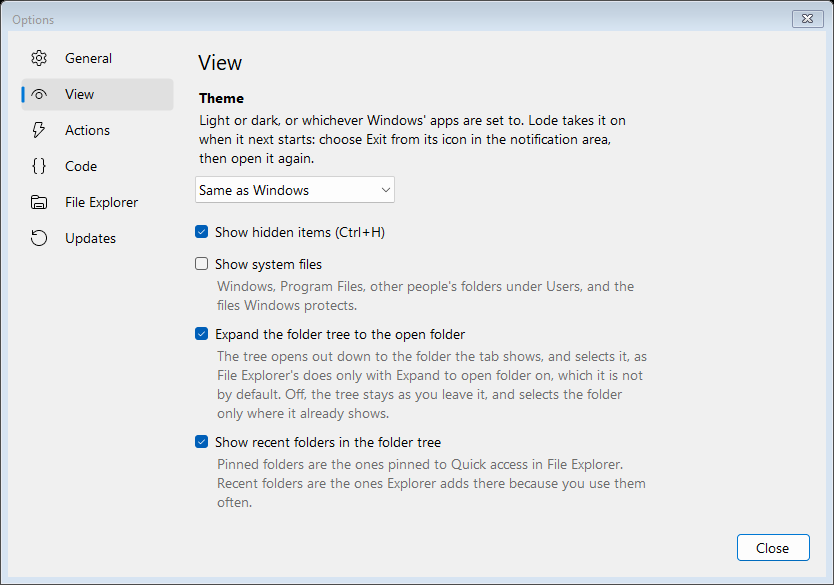 Options
General
View
Actions
Code
File Explorer
Updates
View
Theme
Light or dark, or whichever Windows' apps are set to. Lode takes it on
when it next starts: choose Exit from its icon in the notification area,
then open it again.
Same as Windows
Show hidden items (Ctrl+H)
Show system files
Windows, Program Files, other people's folders under Users, and the
files Windows protects.
Expand the folder tree to the open folder
The tree opens out down to the folder the tab shows, and selects it, as
File Explorer's does only with Expand to open folder on, which it is not
by default. Off, the tree stays as you leave it, and selects the folder
only where it already shows.
Show recent folders in the folder tree
Pinned folders are the ones pinned to Quick access in File Explorer.
Recent folders are the ones Explorer adds there because you use them
often.
Close